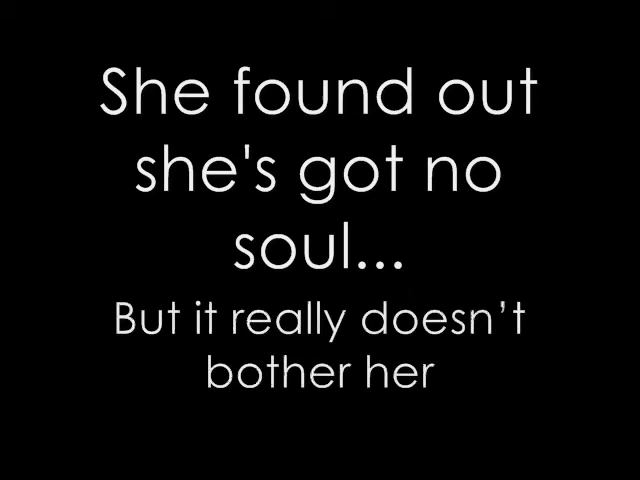 She found out
she's got no
soul...
But it really doesn’t
bother her